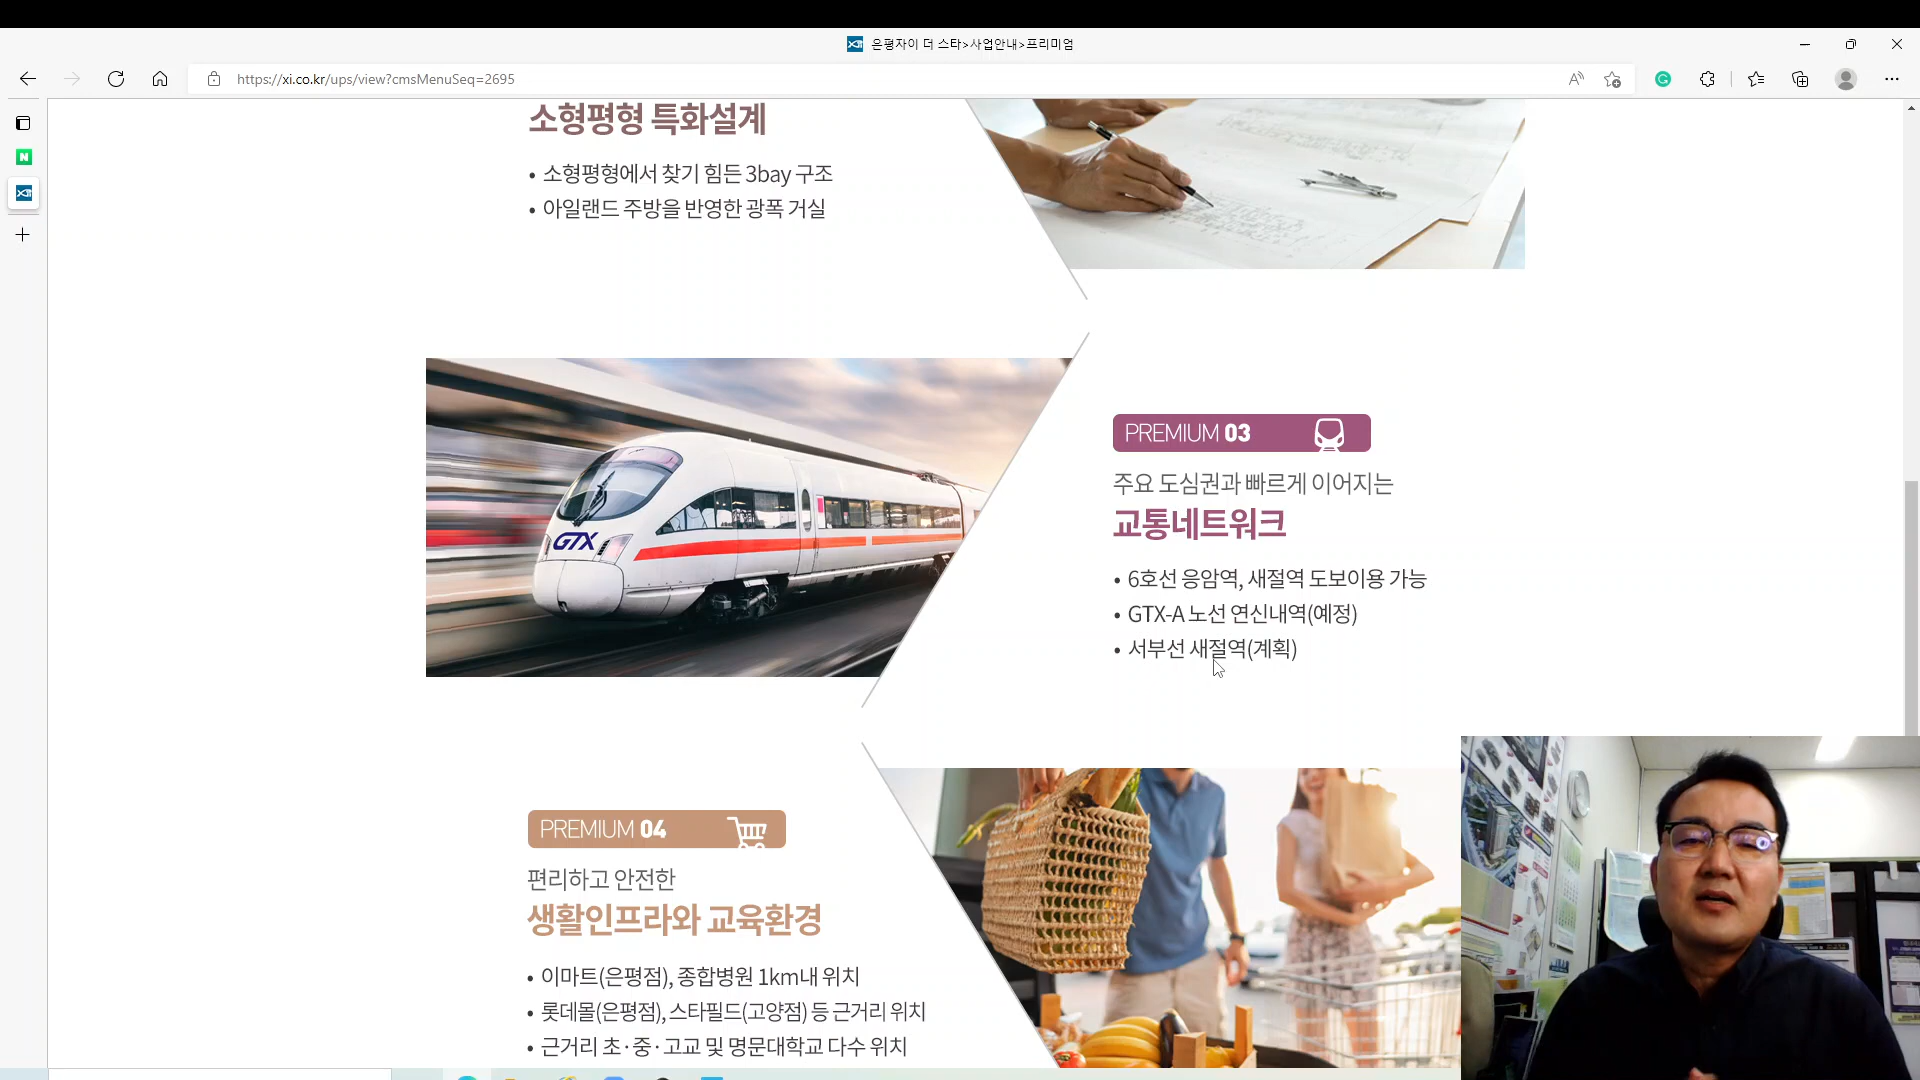 은평자이 더 스타>사업안내>프리미엄
https://xi.co.kr/ups/view?cmsMenuSeq=2695
소형평형 특화설계
• 소형평형에서 찾기 힘든 3bay 구조
• 아일랜드 주방을 반영한 광폭 거실
GTX
PREMIUM 03
주요 도심권과 빠르게 이어지는
교통네트워크
• 6호선 응암역, 새절역 도보이용 가능
• GTX-A 노선 연신내역(예정)
• 서부선 새절역(계획)
PREMIUM 04
편리하고 안전한
생활인프라와 교육환경
• 이마트(은평점), 종합병원 1km내 위치
• 롯데몰(은평점), 스타필드(고양점) 등 근거리 위치
• 근거리 초·중·고교 및 명문대학교 다수 위치